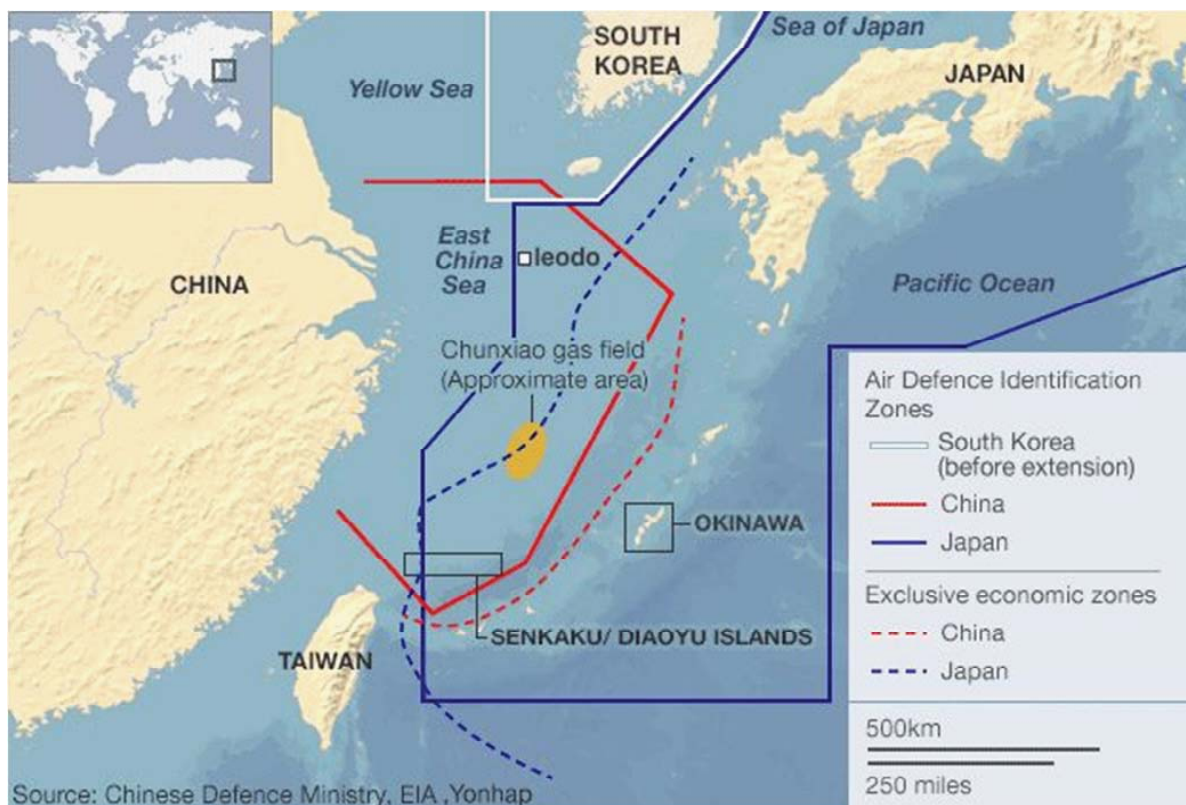 SOUTH
KOREA
Sea of Japan
JAPAN
Yellow Sea
East
China
Sea
Ieodo
CHINA
Pacific Ocean
Chunxiao gas field
(Approximate area)
OKINAWA
SENKAKU/ DIAOYU ISLANDS
TAIWAN
Air Defence Identification
Zones
South Korea
(before extension)
China
Japan
Exclusive economic zones
China
Japan
500km
250 miles
Source: Chinese Defence Ministry, EIA ,Yonhap